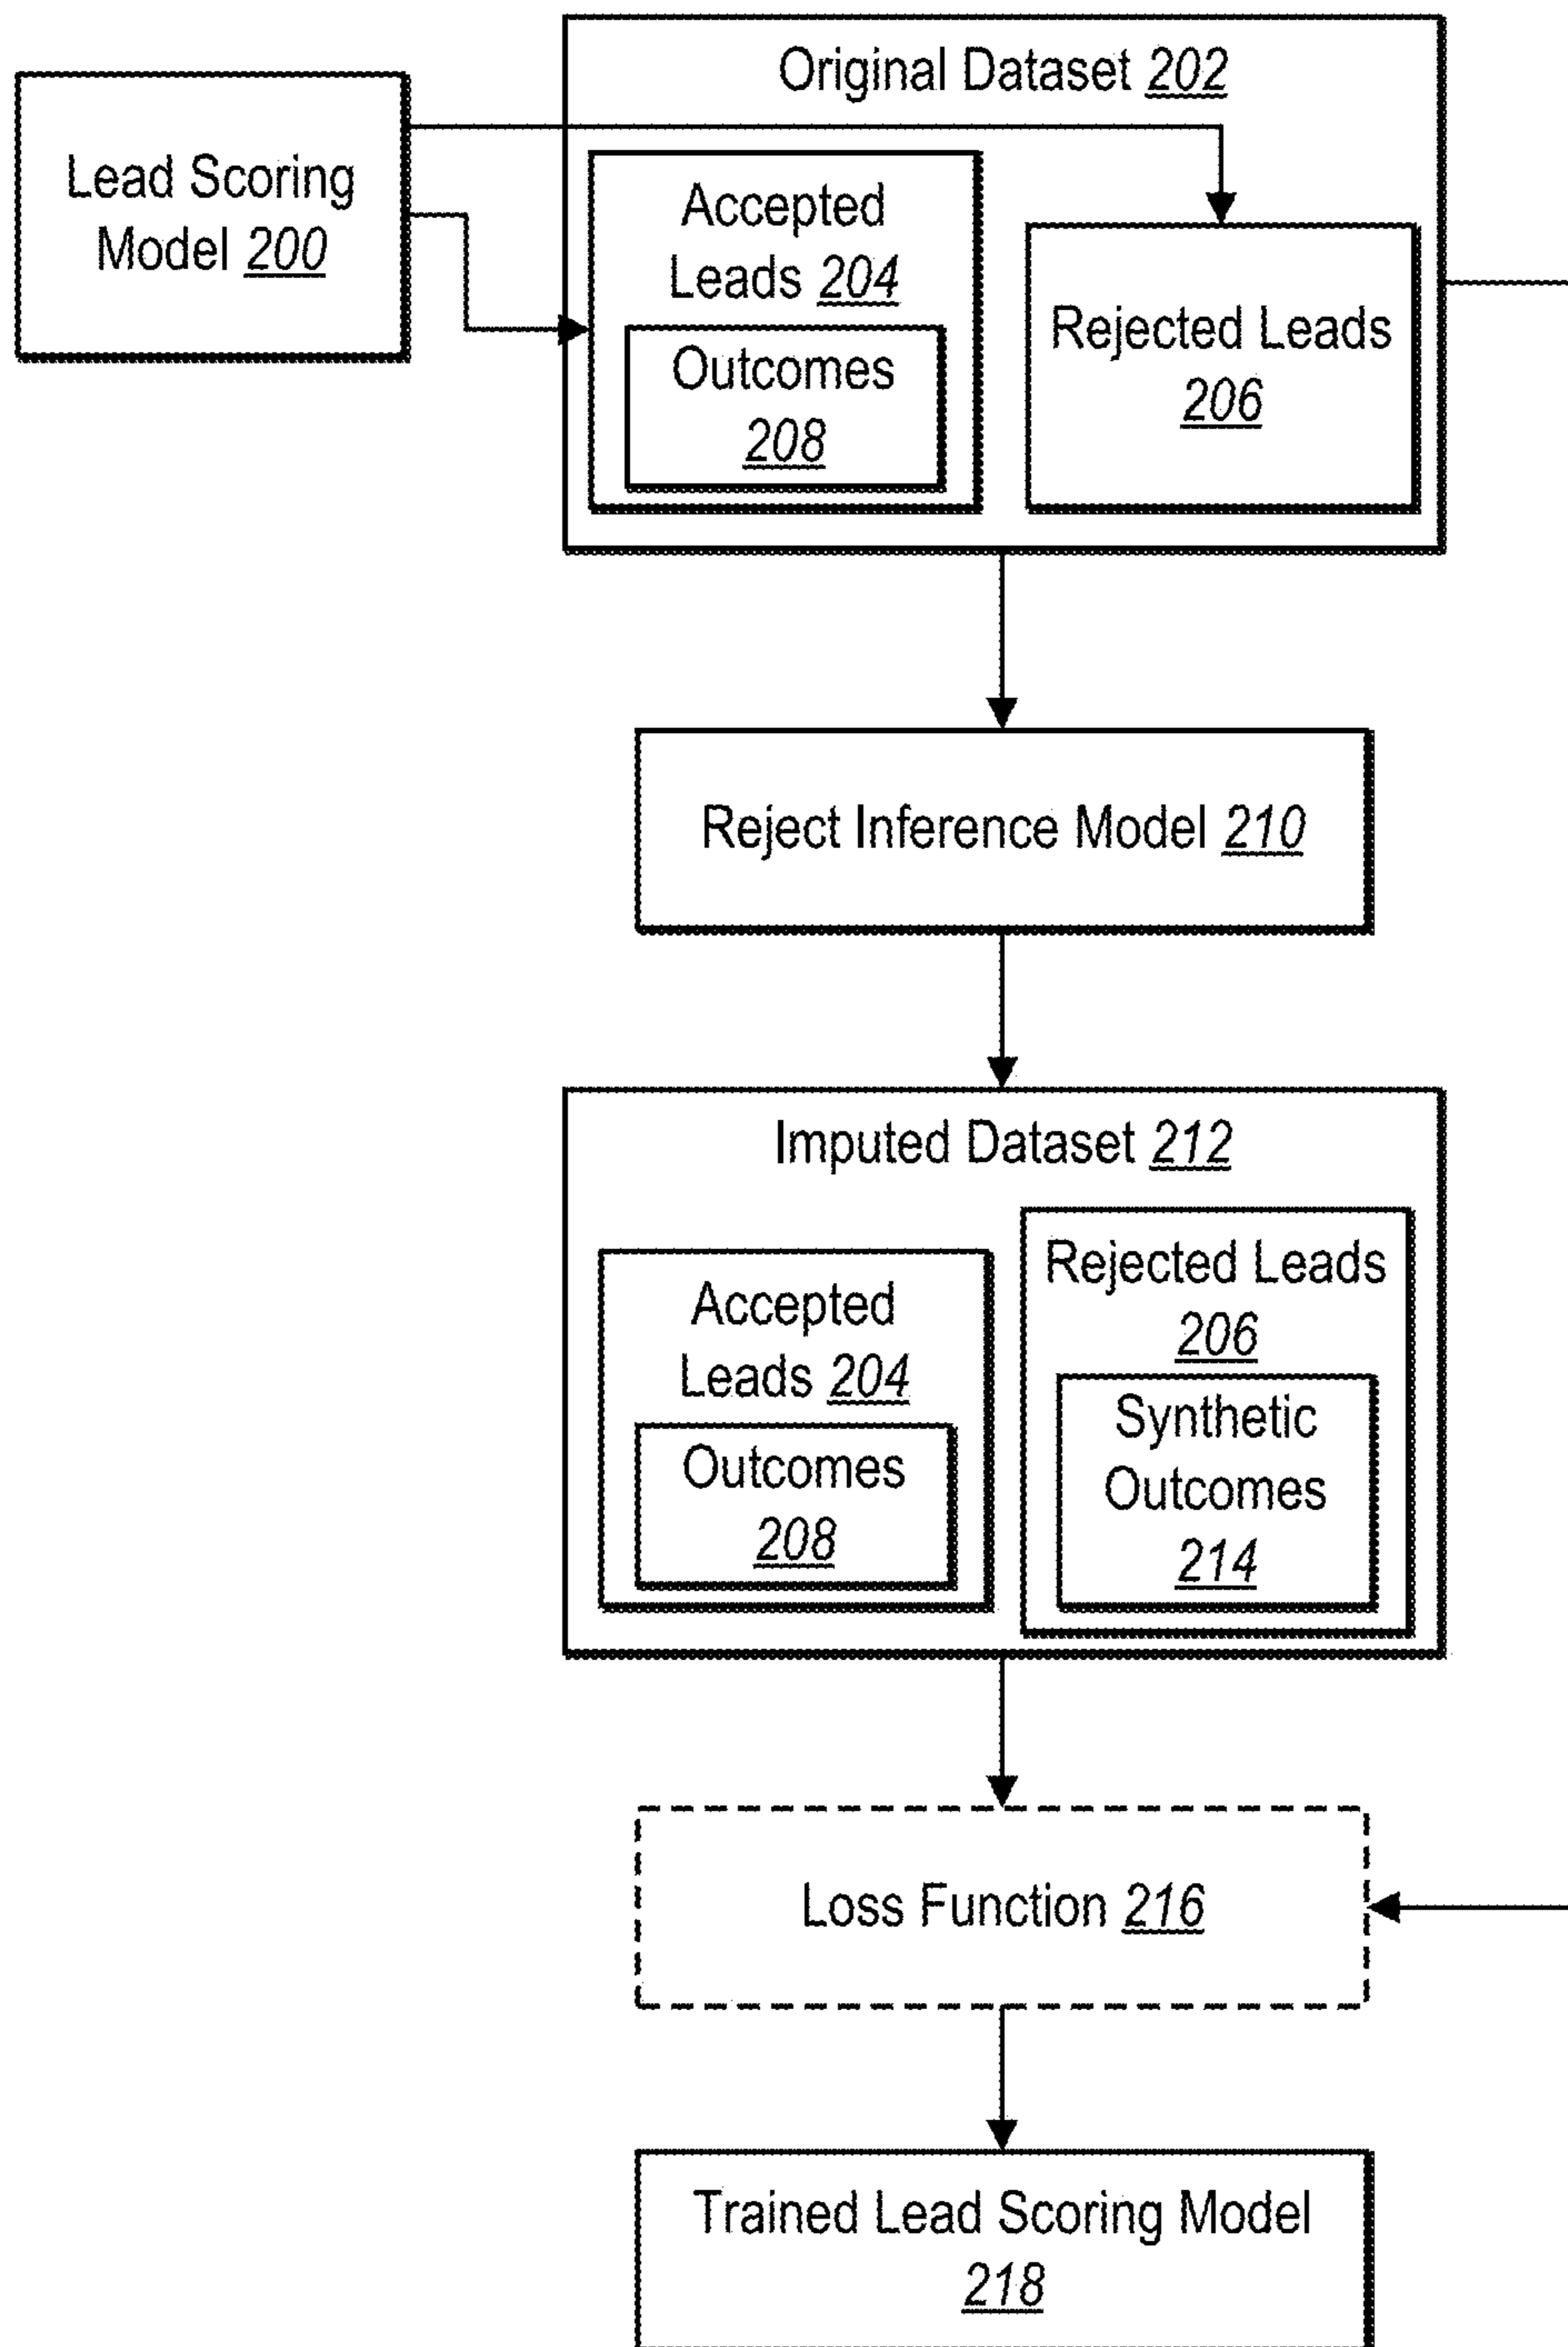 Original Dataset 202
Lead Scoring
Model 200
Accepted
Leads 204
Outcomes
208
Rejected Leads
206
Reject Inference Model 210
Imputed Dataset 212
Accepted
Leads 204
Outcomes
208
Rejected Leads
206
Synthetic
Outcomes
214
Loss Function 216
Trained Lead Scoring Model
218